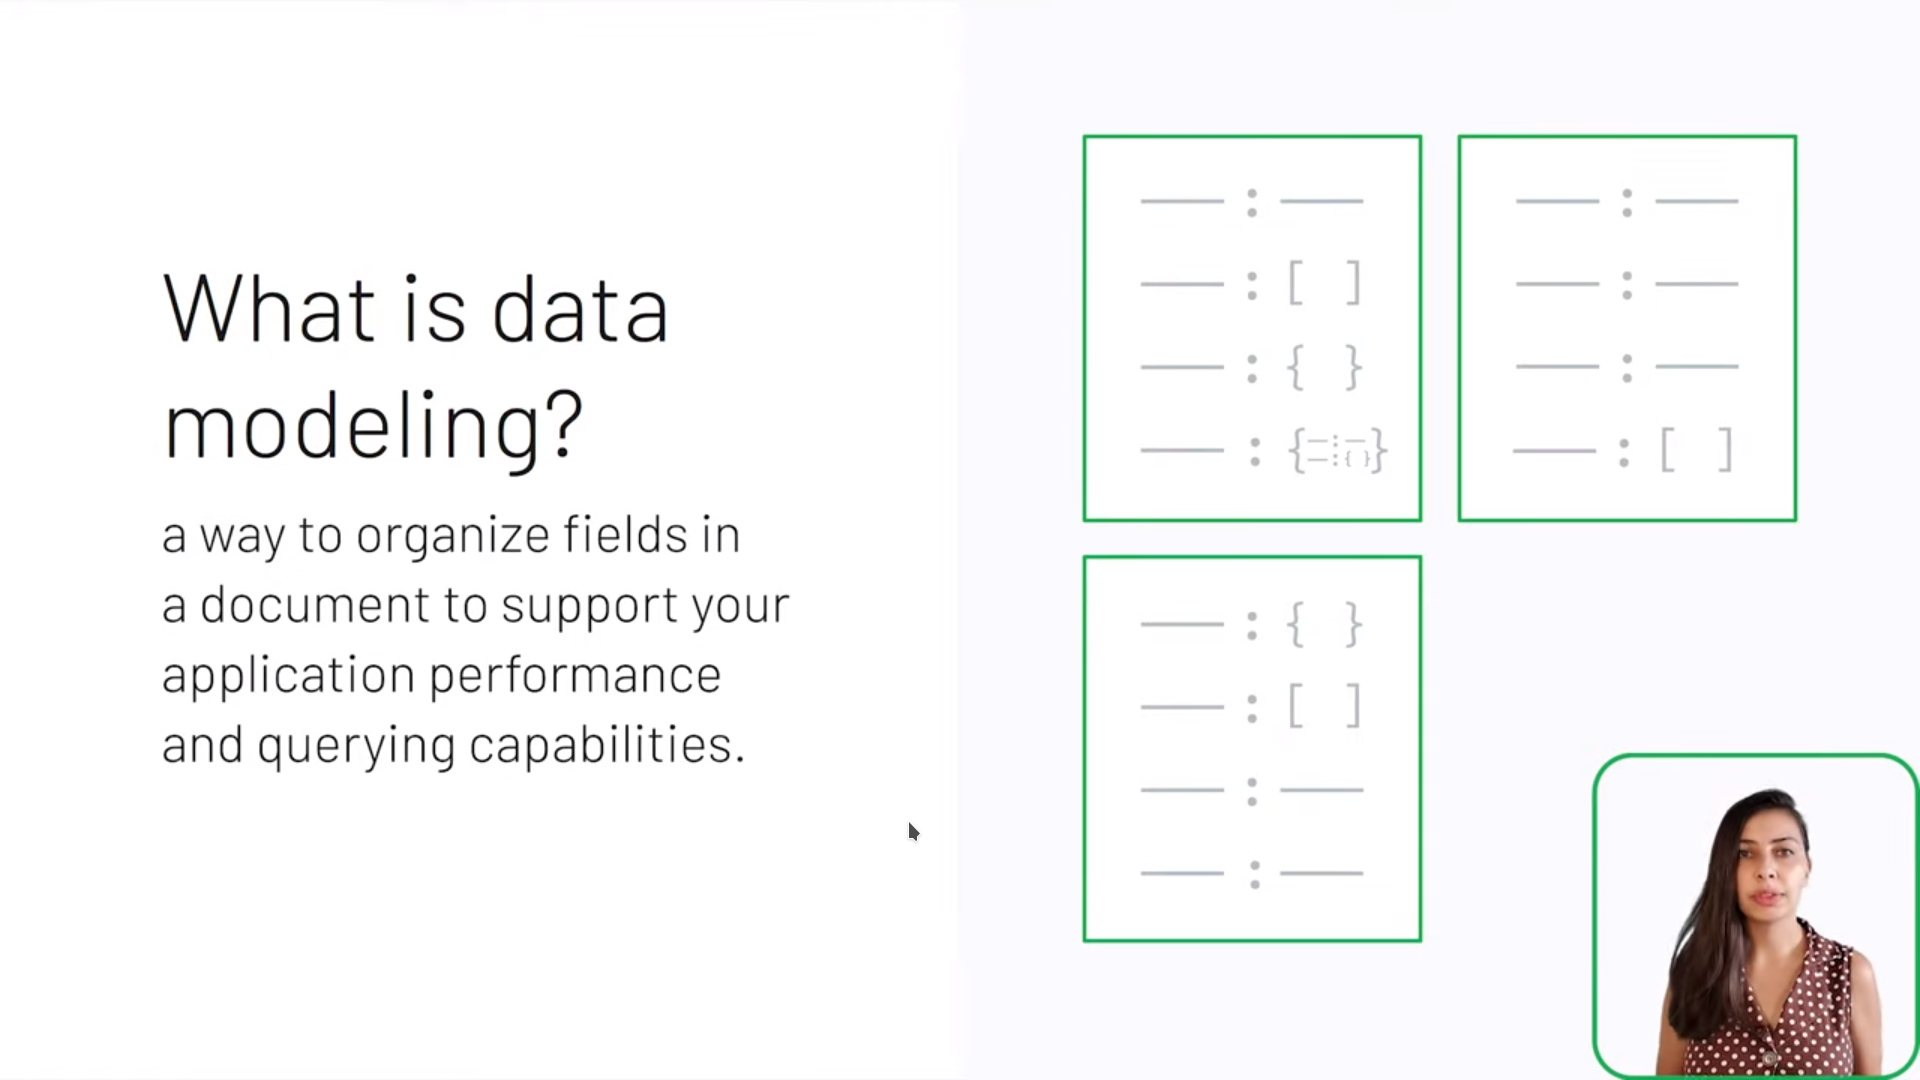 What is data
modeling?
a way to organize fields in
a document to support your
application performance
and querying capabilities.
: 
: [ ]
: { }
: { : : { } }
:
:
:
: [ ]
: { }
: [ ]
:
: